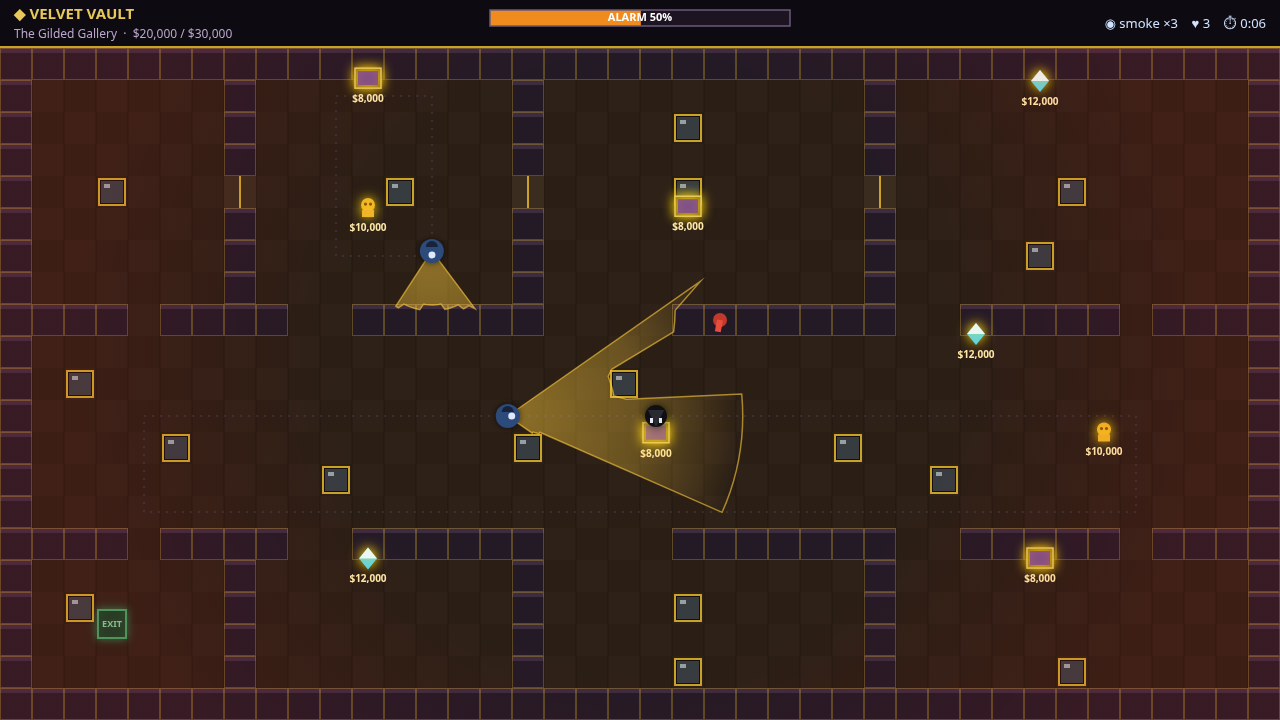 ◆ VELVET VAULT
The Gilded Gallery · $20,000 / $30,000
ALARM 50%
◉ smoke ×3 ♥ 3 ⏱ 0:06
$8,000
$12,000
$10,000
$8,000
$12,000
$8,000
$10,000
$12,000
$8,000
EXIT